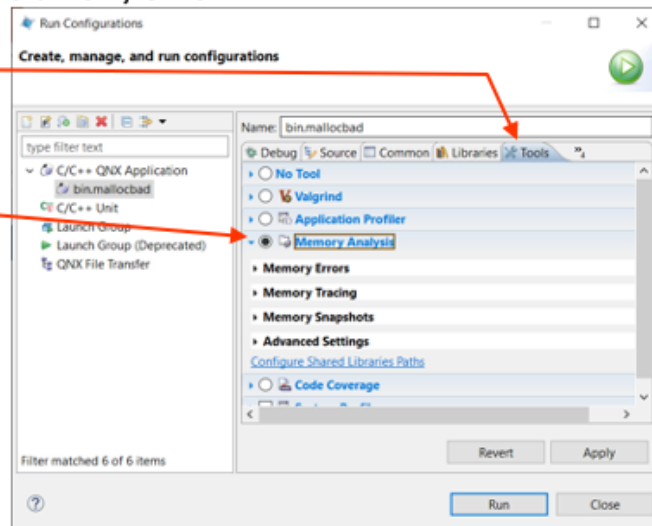 Run Configurations
Create, manage, and run configurations
type filter text
C/C++ QNX Application
bin.mallocbad
C/C++ Unit
Launch Group
Launch Group (Deprecated)
QNX File Transfer
Filter matched 6 of 6 items
Name: bin.mallocbad
Debug Source Common Libraries Tools »4
No Tool
Valgrind
Application Profiler
Memory Analysis
Memory Errors
Memory Tracing
Memory Snapshots
Advanced Settings
Configure Shared Libraries Paths
Code Coverage
Revert Apply
Run Close